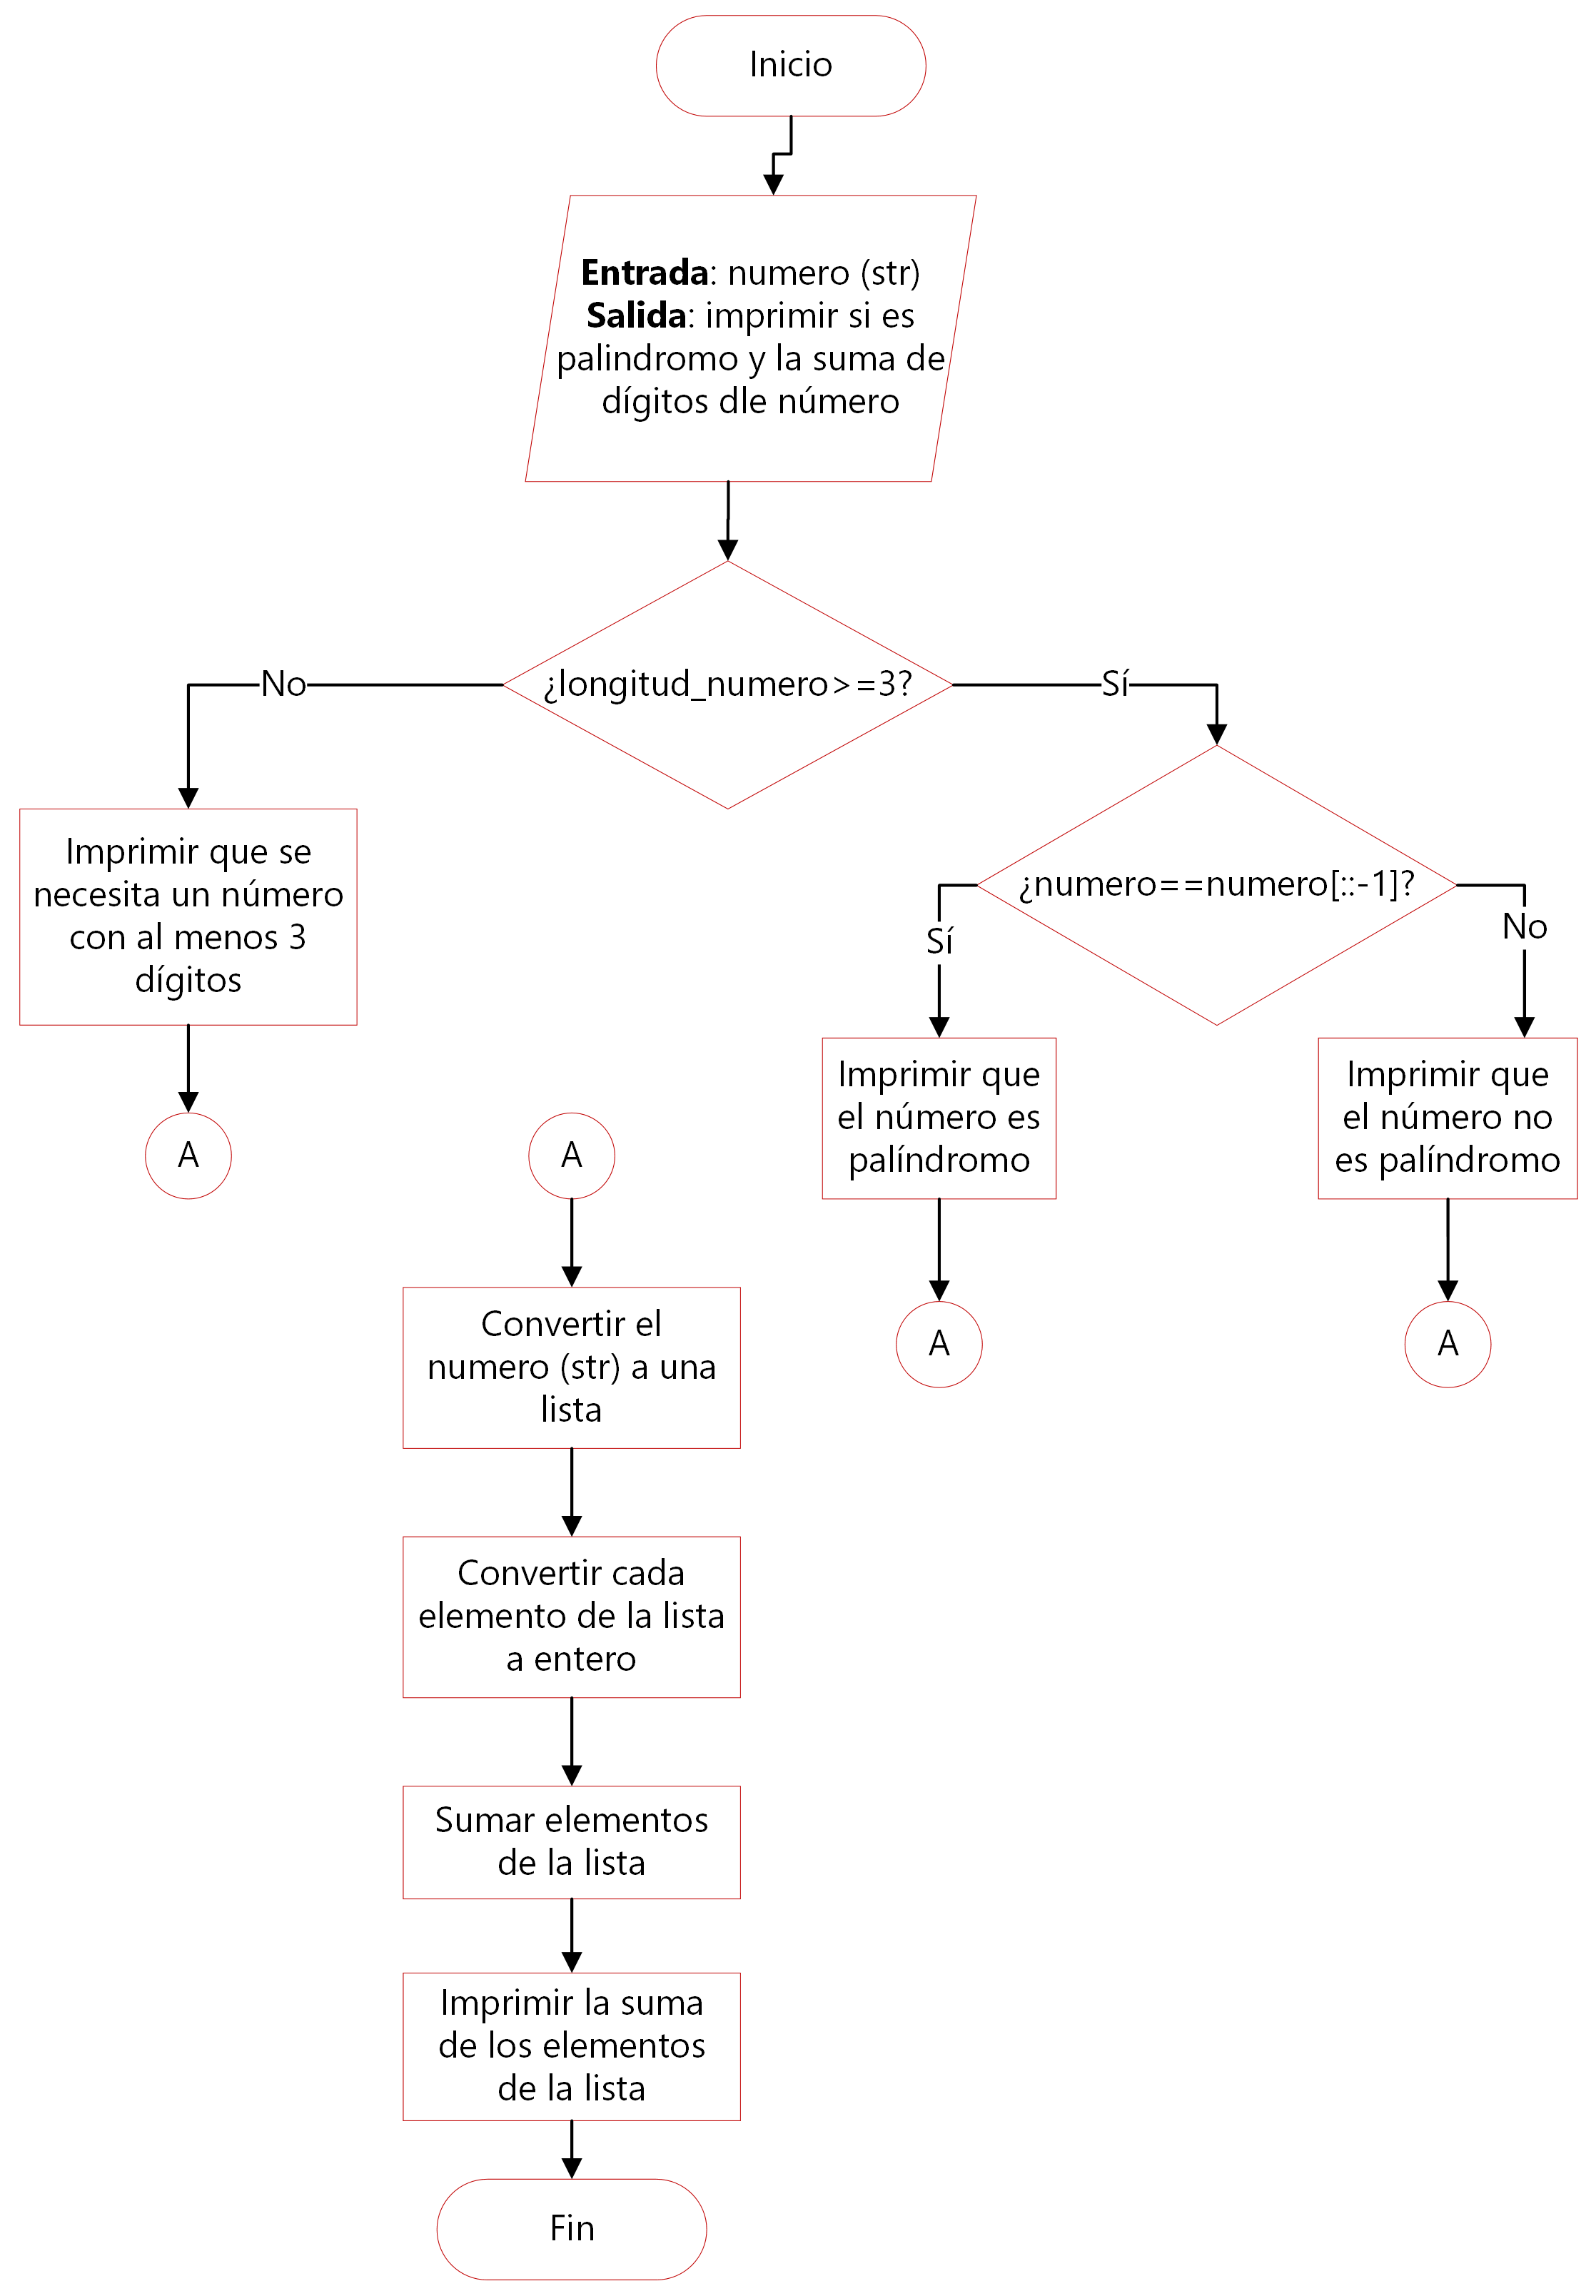 Inicio
Entrada: numero (str)
Salida: imprimir si es
palindromo y la suma de
dígitos dle número
¿longitud_numero>=3?
No
Sí
Imprimir que se
necesita un número
con al menos 3
dígitos
¿numero==numero[::-1]?
Sí
No
Imprimir que
el número es
palíndromo
Imprimir que
el número no
es palíndromo
A
A
A
A
Convertir el
numero (str) a una
lista
Convertir cada
elemento de la lista
a entero
Sumar elementos
de la lista
Imprimir la suma
de los elementos
de la lista
Fin